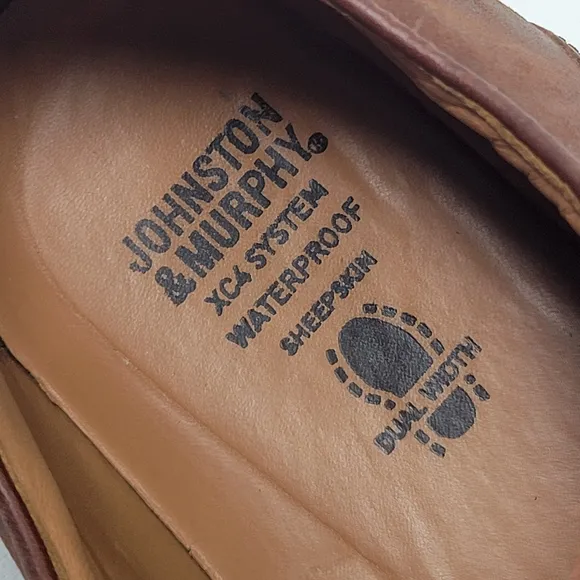 JOHNSTON
& MURPHY®
XC4 SYSTEM
WATERPROOF
SHEEPSKIN
DUAL WIDTH